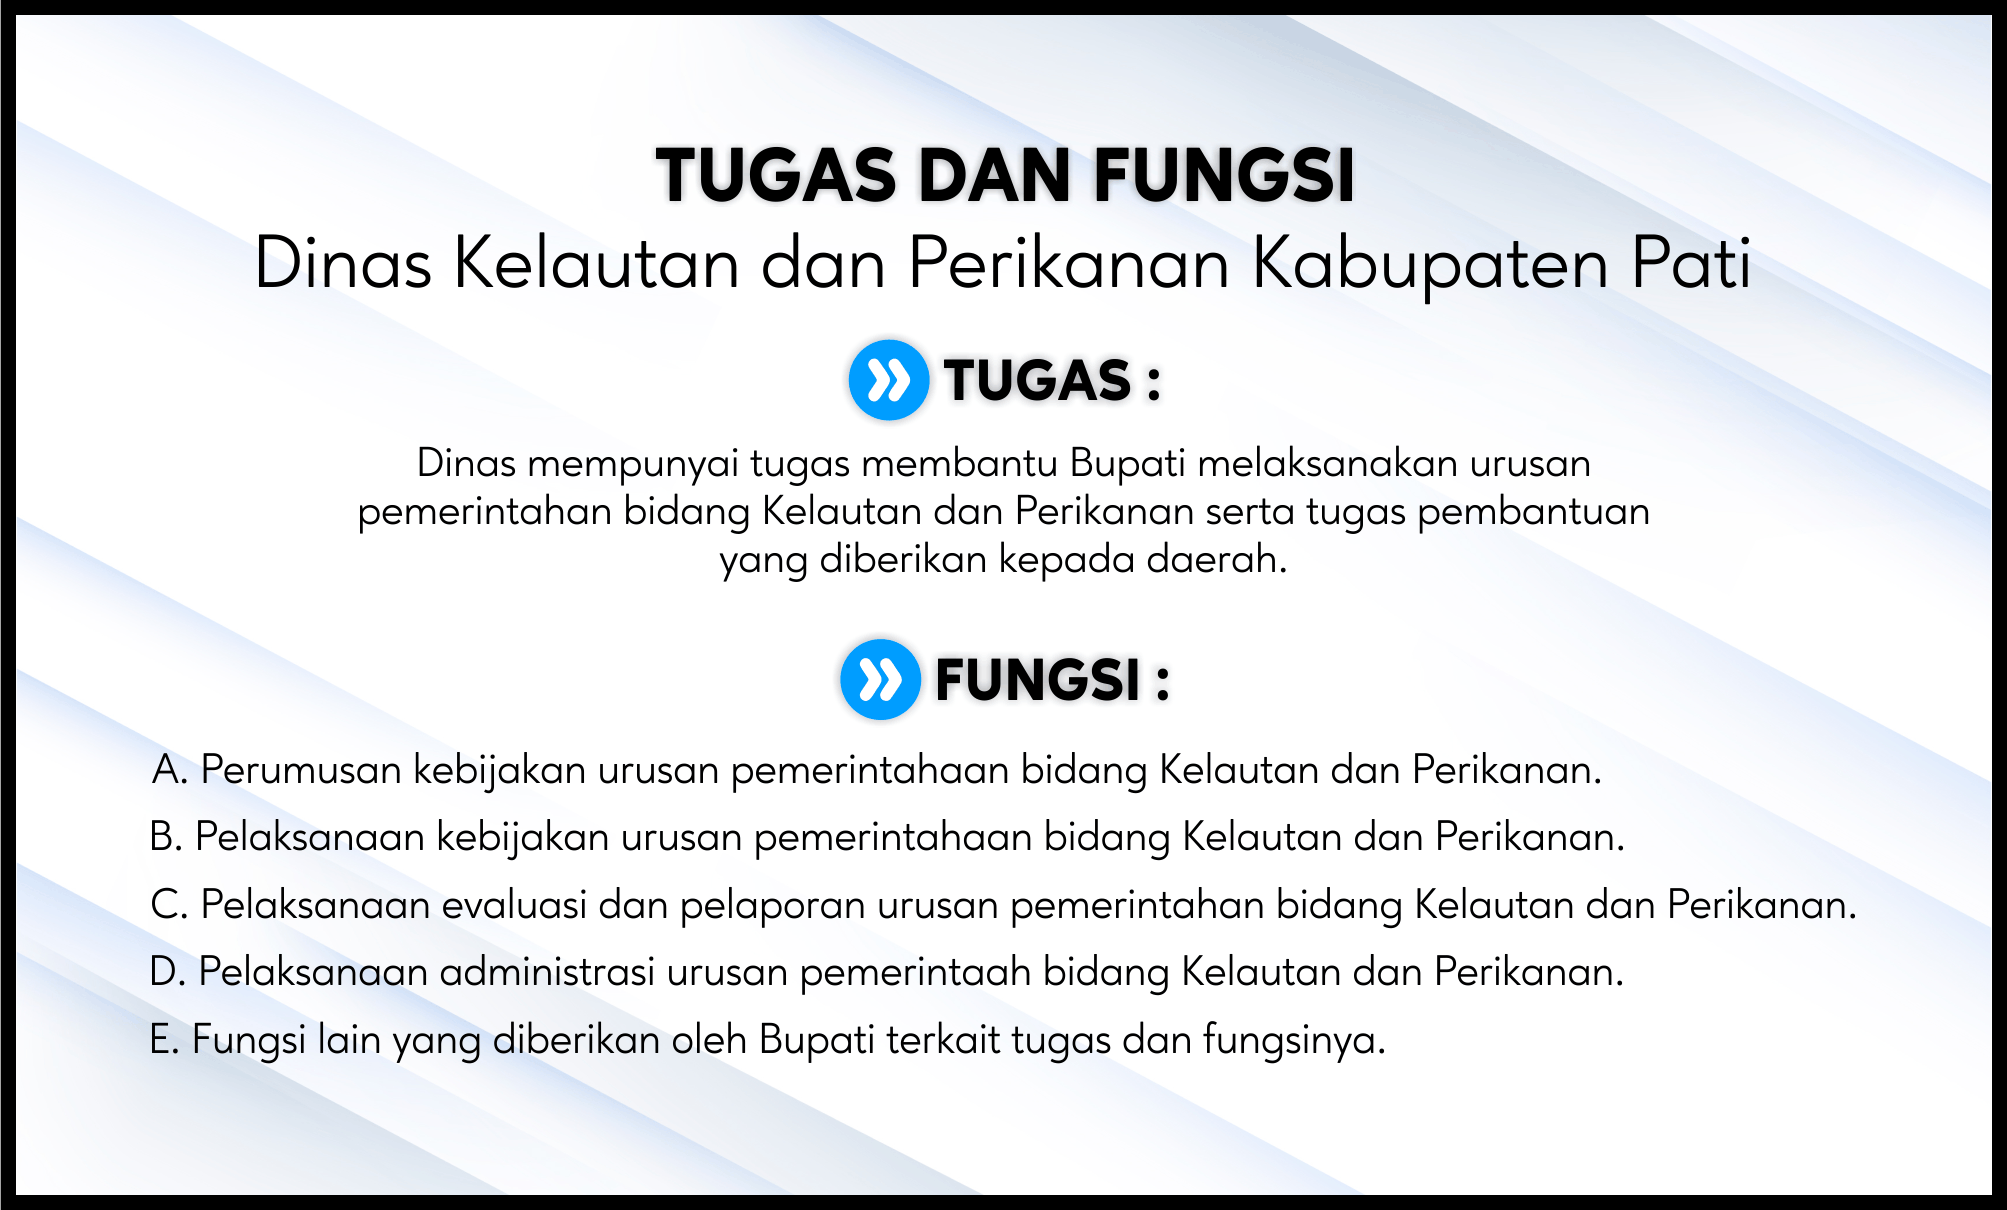 TUGAS DAN FUNGSI
Dinas Kelautan dan Perikanan Kabupaten Pati
TUGAS :
Dinas mempunyai tugas membantu Bupati melaksanakan urusan
pemerintahan bidang Kelautan dan Perikanan serta tugas pembantuan
yang diberikan kepada daerah.
FUNGSI :
A. Perumusan kebijakan urusan pemerintahaan bidang Kelautan dan Perikanan.
B. Pelaksanaan kebijakan urusan pemerintahaan bidang Kelautan dan Perikanan.
C. Pelaksanaan evaluasi dan pelaporan urusan pemerintahan bidang Kelautan dan Perikanan.
D. Pelaksanaan administrasi urusan pemerintaah bidang Kelautan dan Perikanan.
E. Fungsi lain yang diberikan oleh Bupati terkait tugas dan fungsinya.